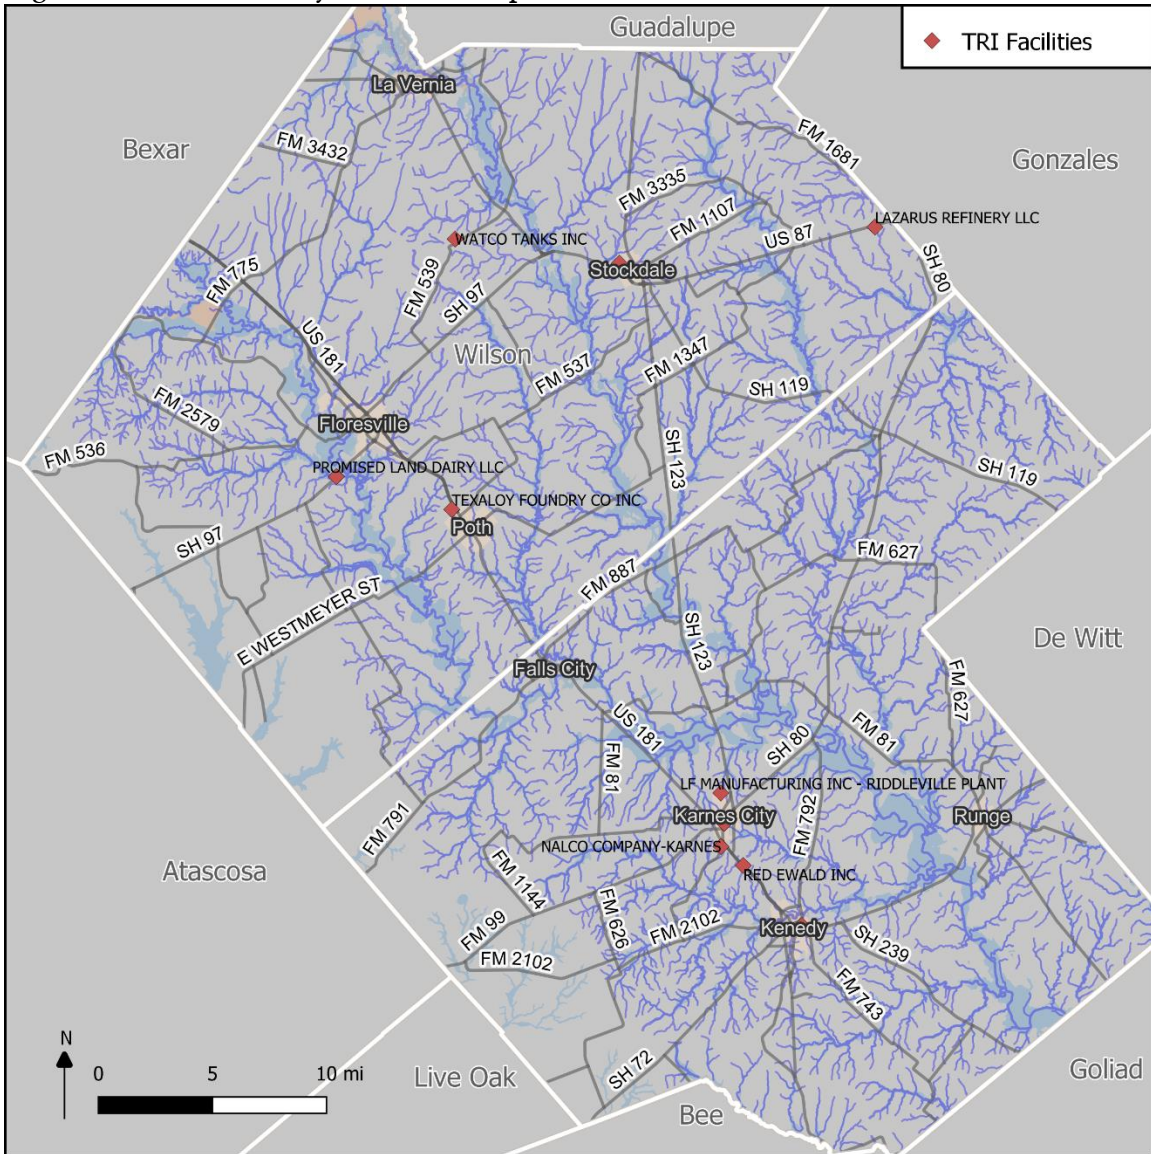 Guadalupe
TRI Facilities
La Vernia
Bexar
FM 3432
FM 1681
Gonzales
FM 3335
FM 1107
LAZARUS REFINERY LLC
US 87
WATCO TANKS INC
Stockdale
SH 80
FM 775
FM 539
SH 97
US 181
Wilson
FM 537
FM 1347
SH 119
FM 2579
Floresville
FM 536
SH 123
SH 119
PROMISED LAND DAIRY LLC
TEXALOY FOUNDRY CO INC
Poth
SH 97
FM 627
FM 887
E WESTMEYER ST
SH 123
De Witt
Falls City
FM 627
US 181
FM 81
SH 80
FM 81
LF MANUFACTURING INC - RIDDLEVILLE PLANT
Karnes City
FM 792
Runge
FM 791
NALCO COMPANY-KARNES
Atascosa
FM 1144
RED EWALD INC
FM 99
FM 626
FM 2102
Kenedy
SH 239
FM 2102
FM 743
N
0 5 10 mi
Live Oak
SH 72
Goliad
Bee